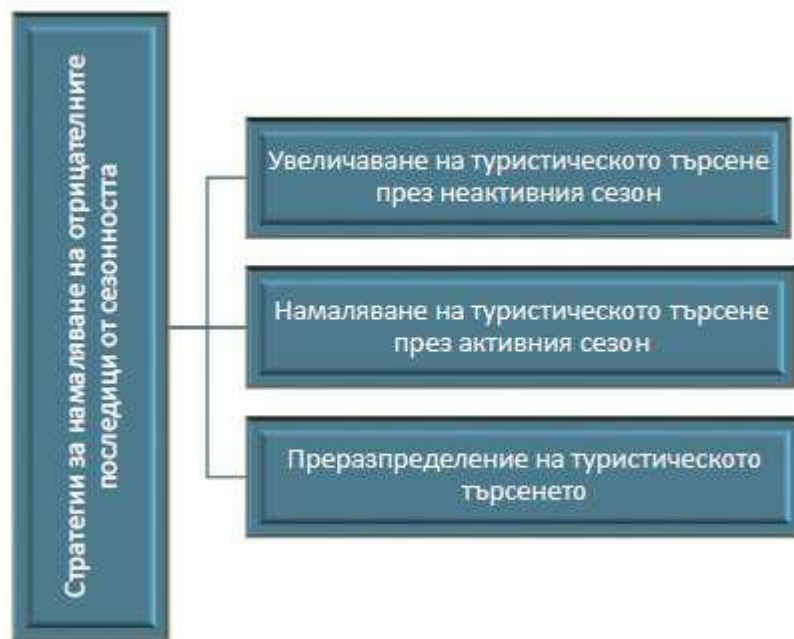 Стратегии за намаляване на отрицателните
последици от сезонността
Увеличаване на туристическото търсене
през неактивния сезон
Намаляване на туристическото търсене
през активния сезон
Преразпределение на туристическото
търсенето